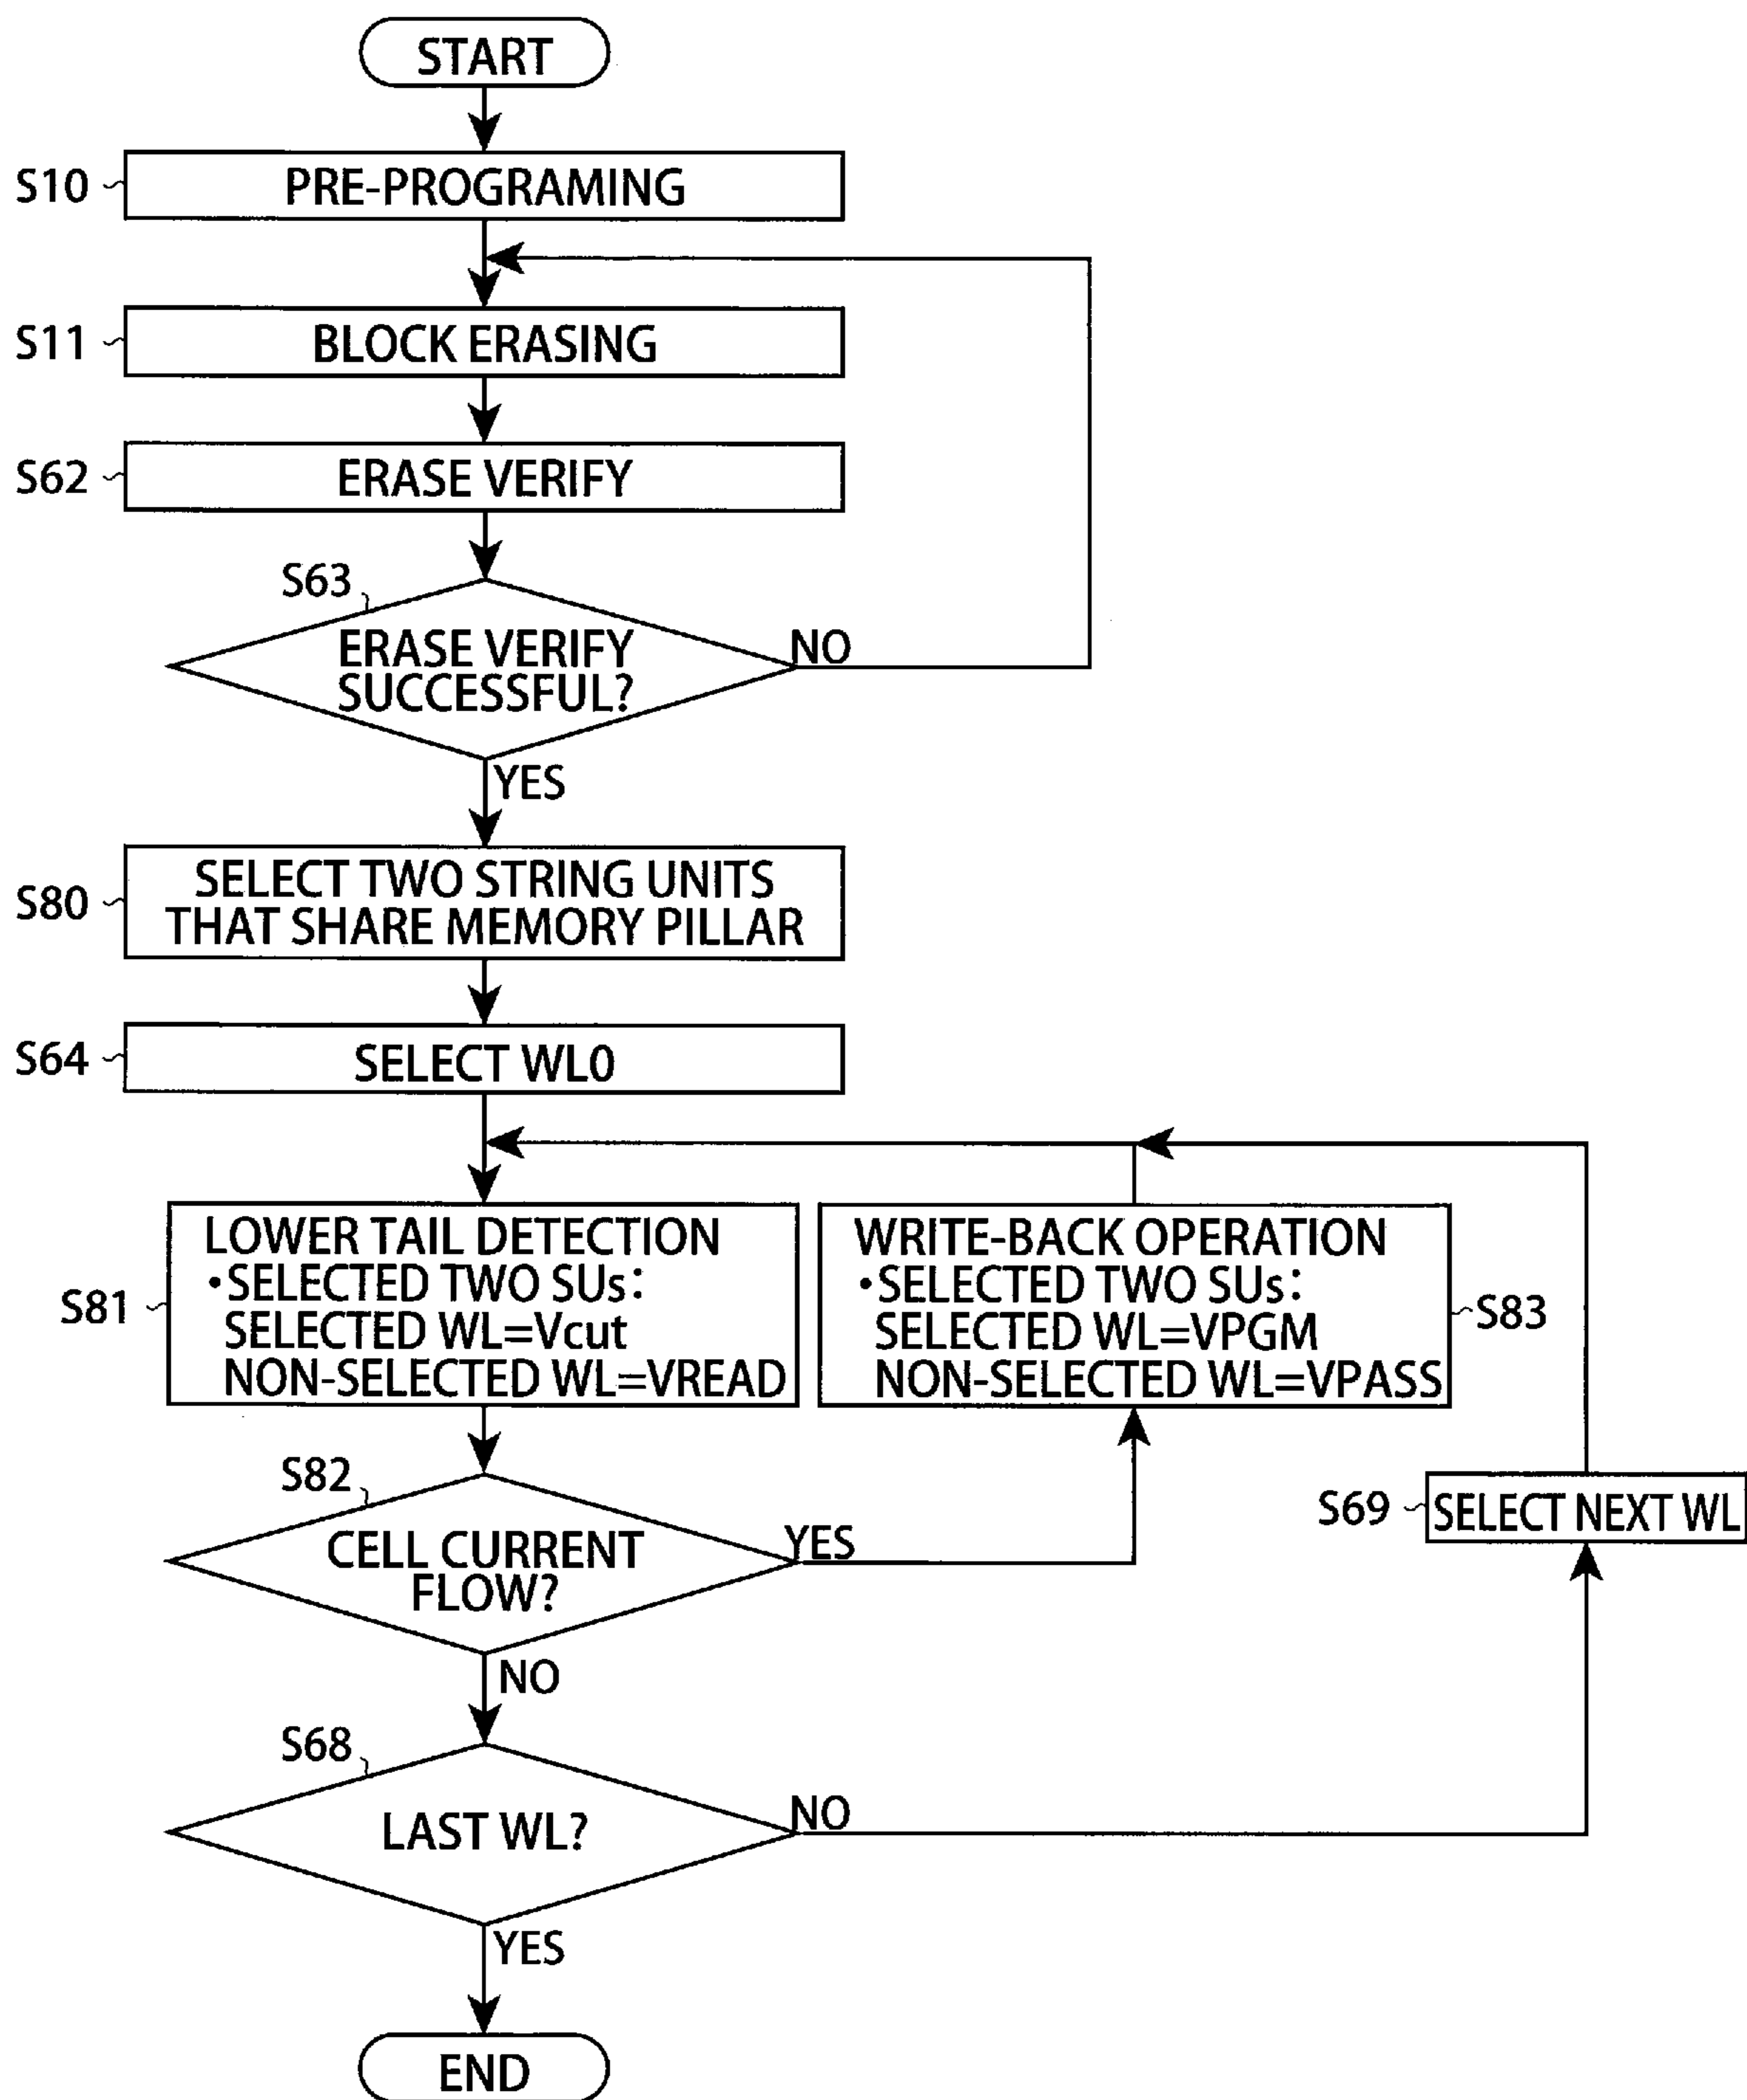 START
S10
PRE-PROGRAMING
S11
BLOCK ERASING
S62
ERASE VERIFY
S63
ERASE VERIFY
SUCCESSFUL?
NO
YES
S80
SELECT TWO STRING UNITS
THAT SHARE MEMORY PILLAR
S64
SELECT WL0
S81
LOWER TAIL DETECTION
•SELECTED TWO SUs:
SELECTED WL=Vcut
NON-SELECTED WL=VREAD
WRITE-BACK OPERATION
•SELECTED TWO SUs:
SELECTED WL=VPGM
NON-SELECTED WL=VPASS
S83
S82
CELL CURRENT
FLOW?
YES
NO
S69
SELECT NEXT WL
S68
LAST WL?
NO
YES
END